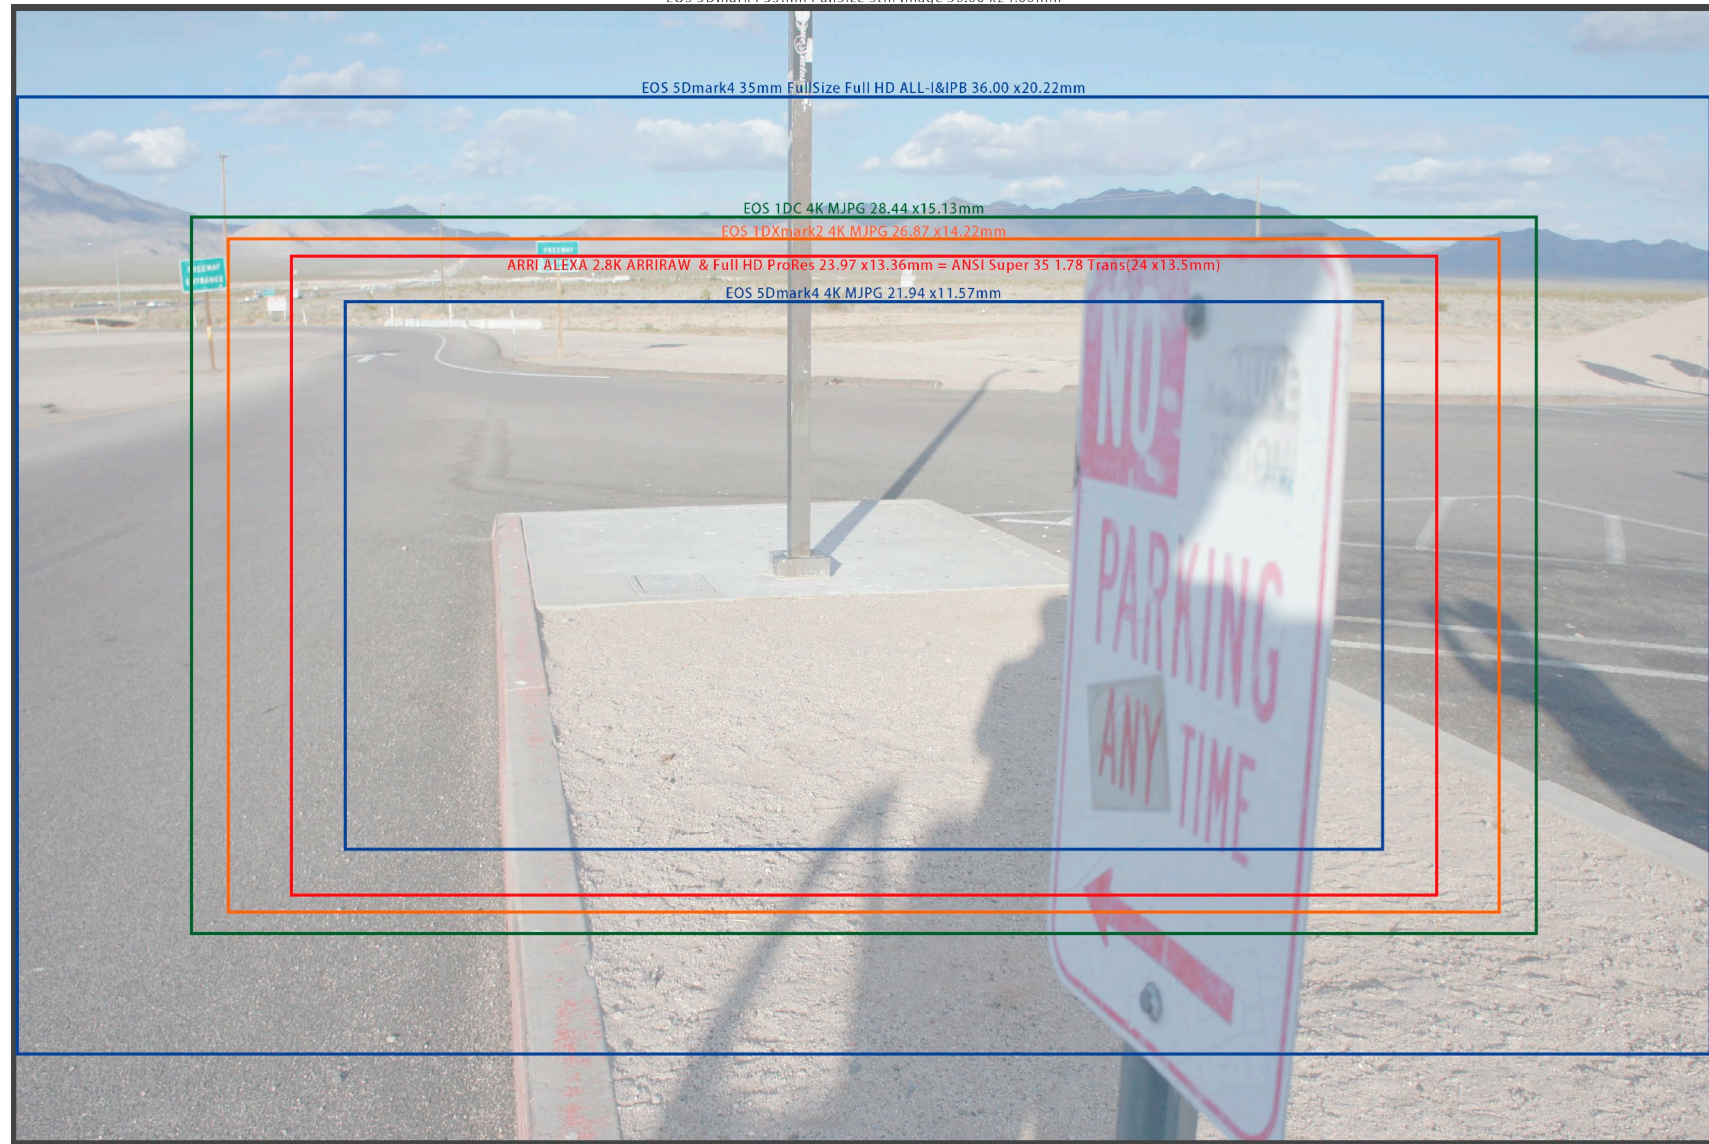 EOS 5Dmark4 35mm FullSize Full HD ALL-I&IPB 36.00 x20.22mm
EOS 1DC 4K MJPG 28.44 x15.13mm
EOS 1DXmark2 4K MJPG 26.87 x14.22mm
FREEWAY
FREEWAY
ENTRANCE
ARRI ALEXA 2.8K ARRIRAW & Full HD ProRes 23.97 x13.36mm = ANSI Super 35 1.78 Trans(24 x13.5mm)
EOS 5Dmark4 4K MJPG 21.94 x11.57mm
NO
PARKING
ANY TIME